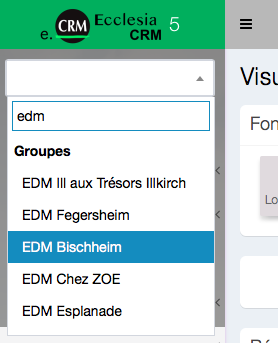 e. CRM Ecclesia CRM 5
Visu
edm
Fon
Groupes
EDM Ill aux Trésors Illkirch
Lo
EDM Fegersheim
EDM Bischheim
EDM Chez ZOE
EDM Esplanade